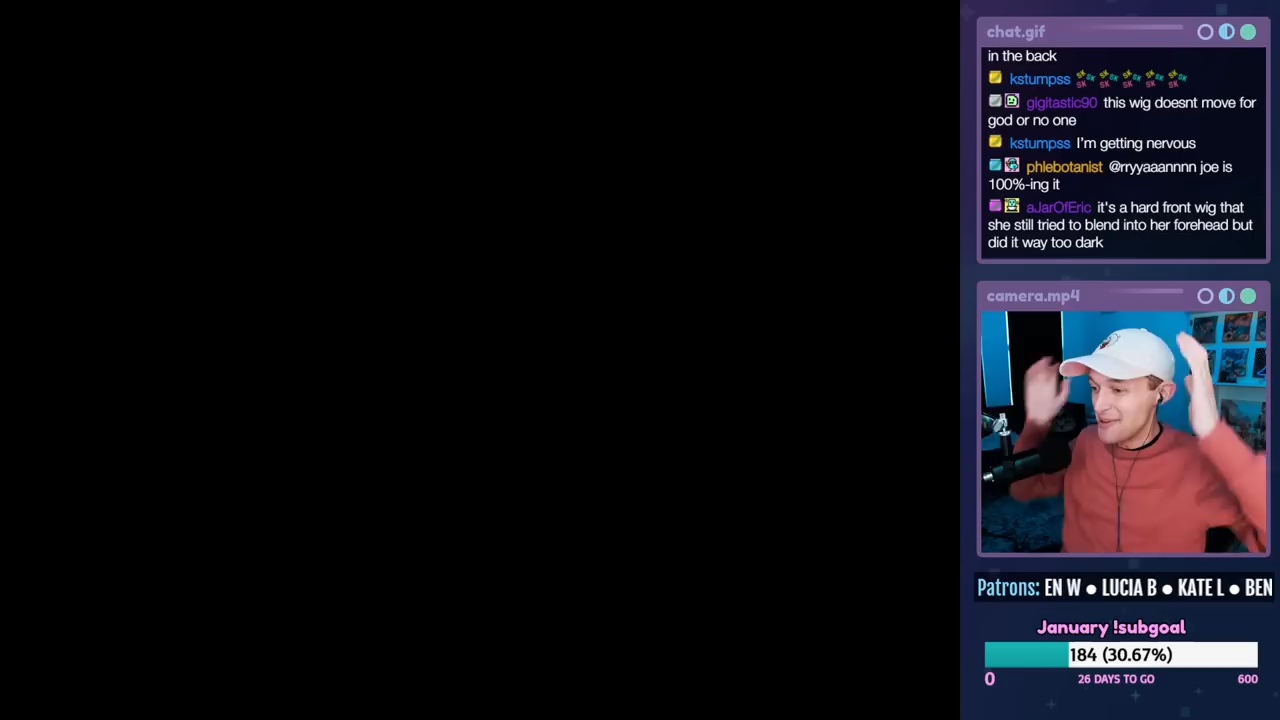 chat.gif
in the back
kstumpss
gigitastic90 this wig doesnt move for
god or no one
kstumpss I'm getting nervous
phlebotanist @rryyaaannnn joe is
100%-ing it
aJarOfEric it's a hard front wig that
she still tried to blend into her forehead but
did it way too dark
camera.mp4
Patrons: EN W ● LUCIA B ● KATE L ● BEN
January !subgoal
184 (30.67%)
0 26 DAYS TO GO 600